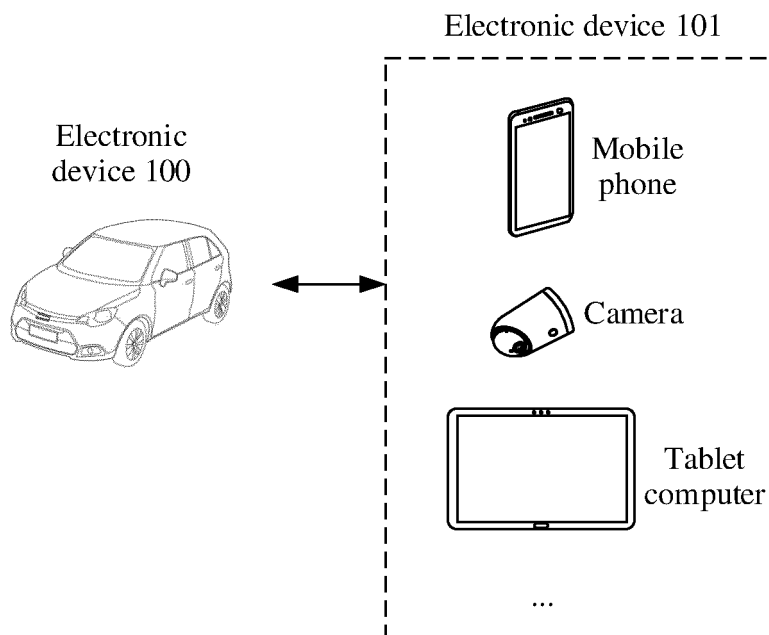 Electronic device 101
Electronic
device 100
Mobile
phone
Camera
Tablet
computer
...